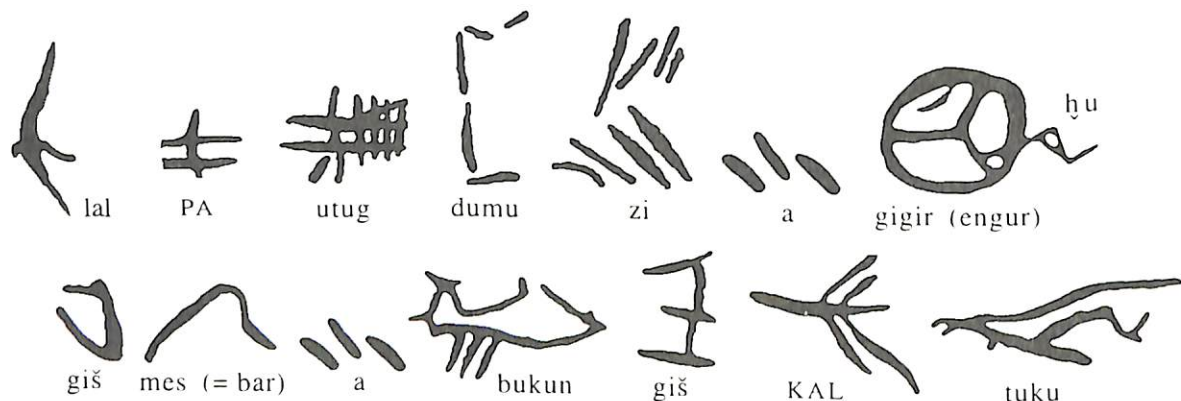 lal PA utug dumu zi a gigir (engur) ḫu
giš mes (= bar) a bukun giš KAL tuku